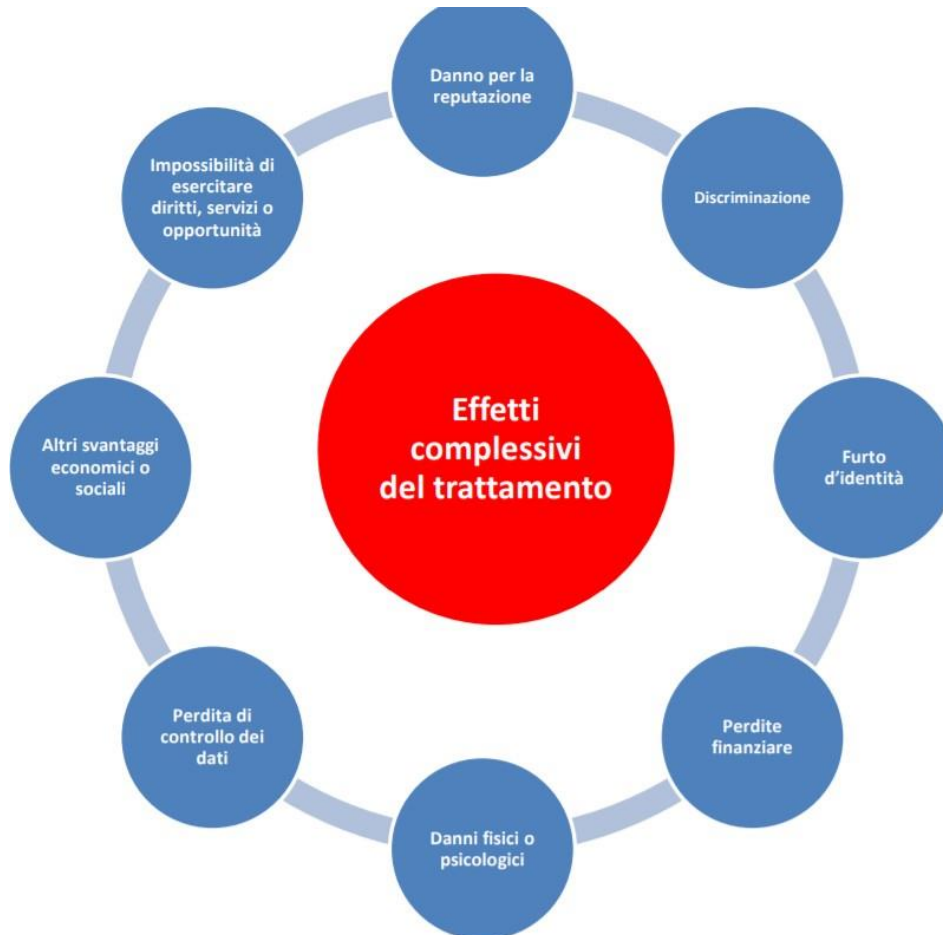 Danno per la
reputazione
Discriminazione
Furto
d'identità
Perdite
finanziare
Danni fisici o
psicologici
Perdita di
controllo dei
dati
Altri svantaggi
economici o
sociali
Impossibilità di
esercitare
diritti, servizi o
opportunità
Effetti
complessivi
del trattamento